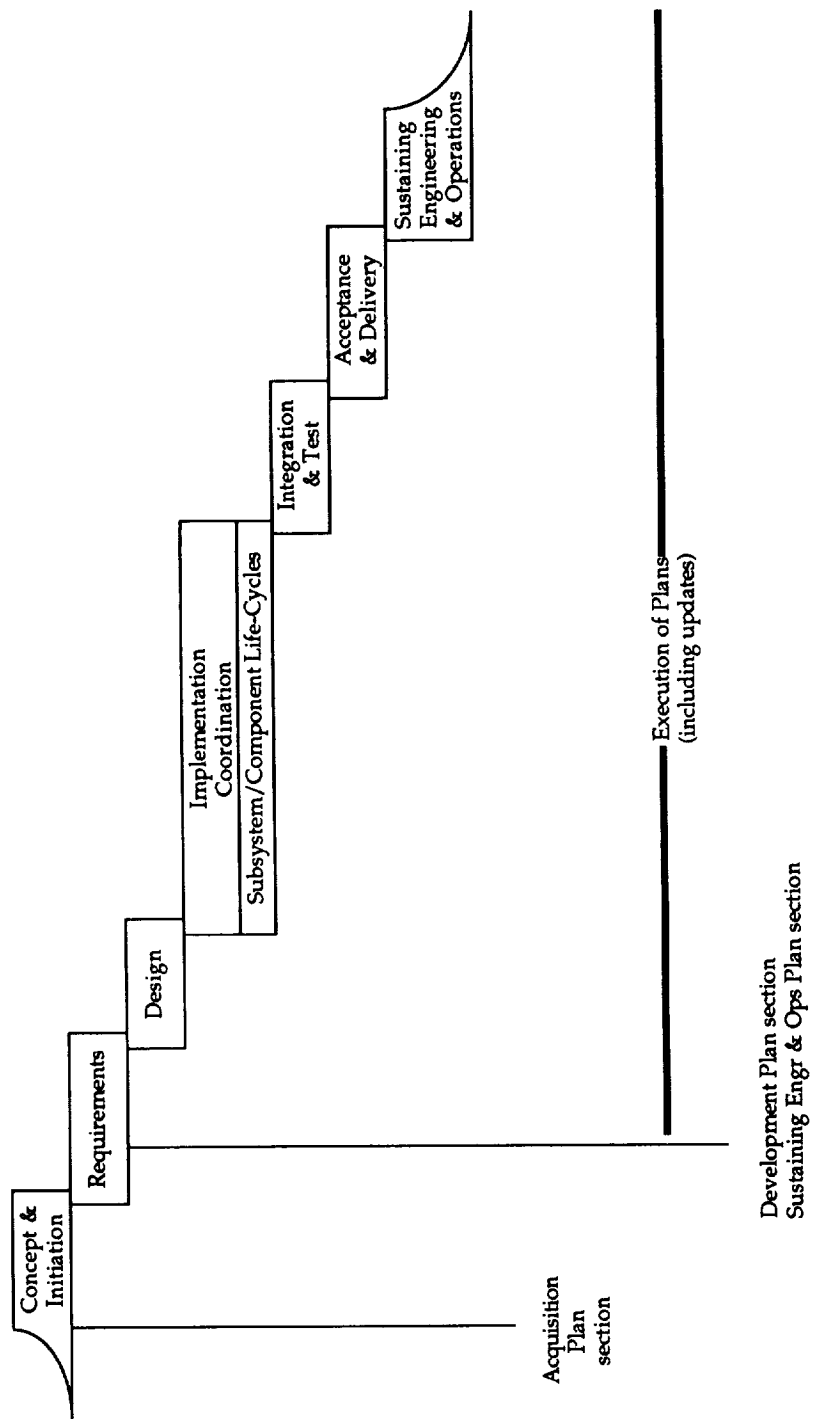 Concept &
Initiation
Requirements
Design
Implementation
Coordination
Subsystem/Component Life-Cycles
Integration
& Test
Acceptance
& Delivery
Sustaining
Engineering
& Operations
Acquisition
Plan
section
Execution of Plans
(including updates)
Development Plan section
Sustaining Engr & Ops Plan section